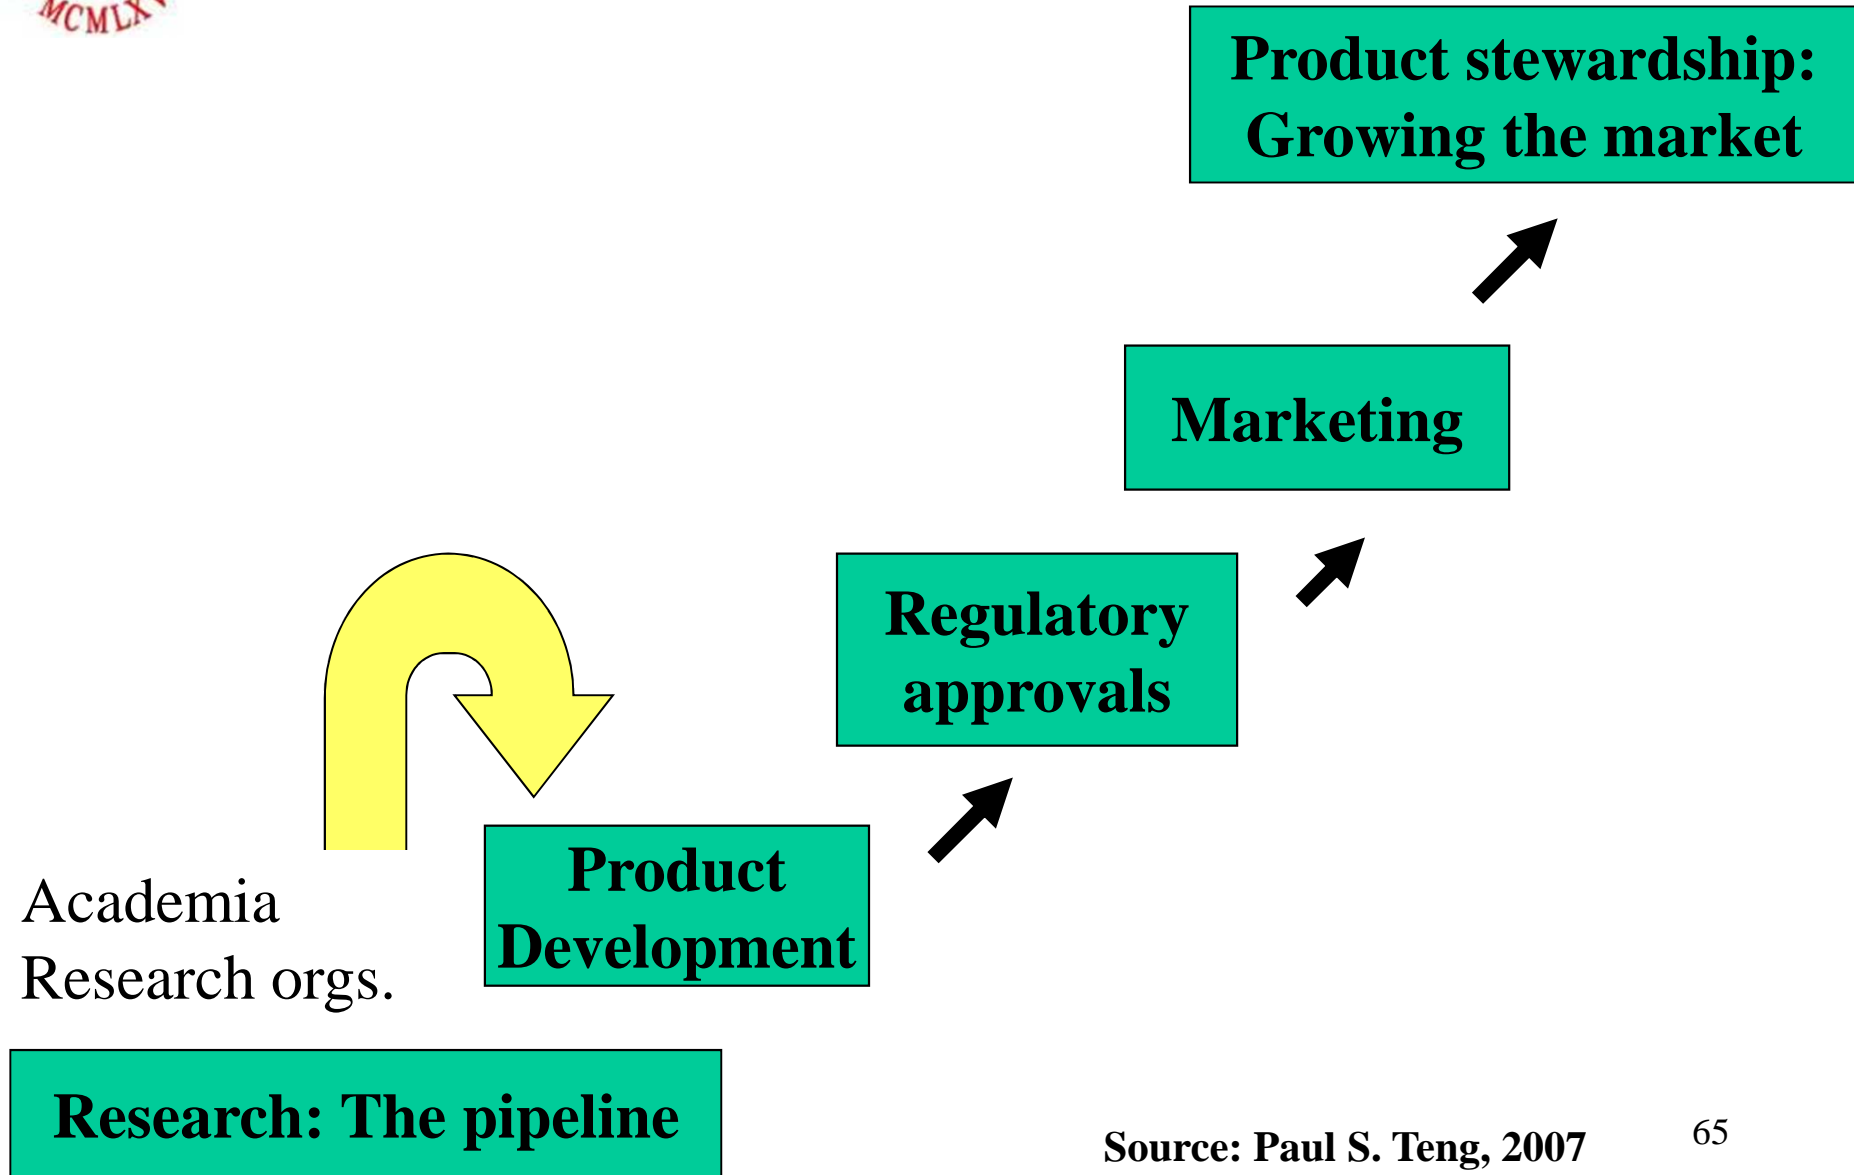 Product stewardship:
Growing the market
Marketing
Regulatory
approvals
Product
Development
Academia
Research orgs.
Research: The pipeline
Source: Paul S. Teng, 2007
65